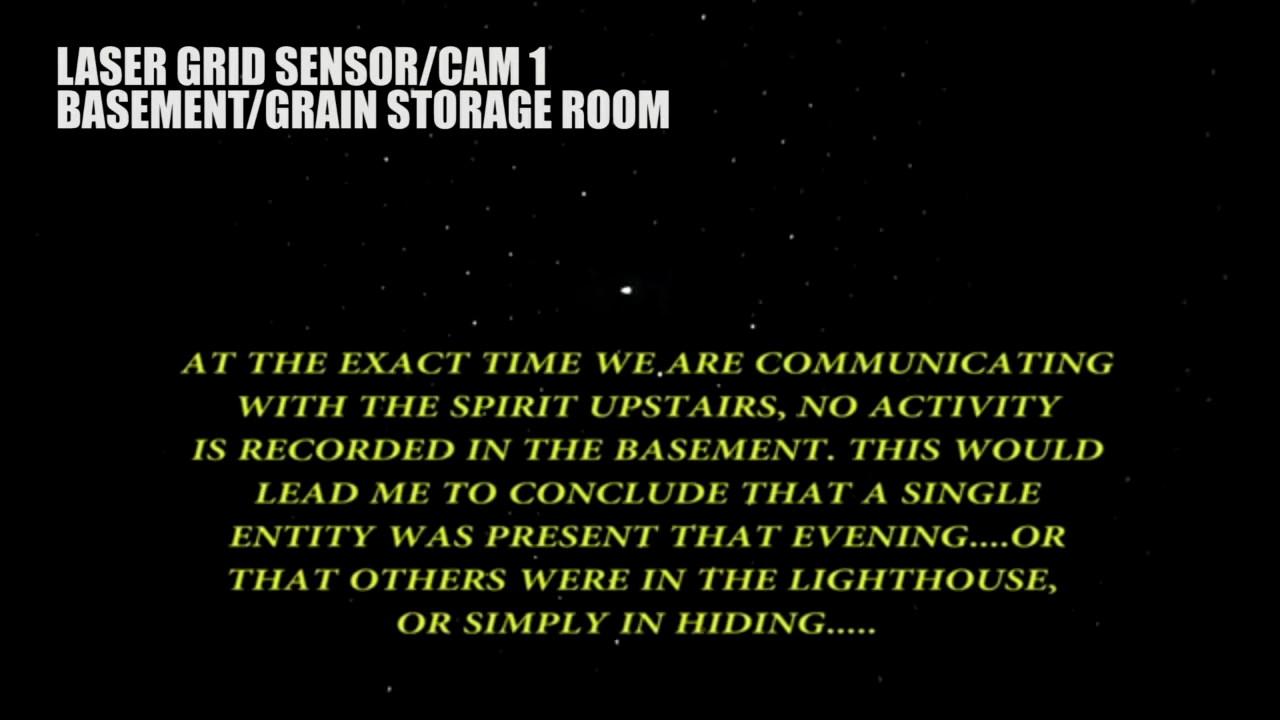 LASER GRID SENSOR/CAM 1
BASEMENT/GRAIN STORAGE ROOM
AT THE EXACT TIME WE ARE COMMUNICATING
WITH THE SPIRIT UPSTAIRS, NO ACTIVITY
IS RECORDED IN THE BASEMENT. THIS WOULD
LEAD ME TO CONCLUDE THAT A SINGLE
ENTITY WAS PRESENT THAT EVENING....OR
THAT OTHERS WERE IN THE LIGHTHOUSE,
OR SIMPLY IN HIDING.....